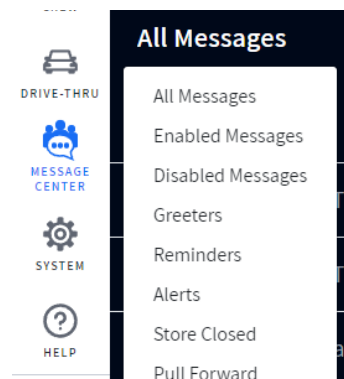 All Messages
DRIVE-THRU
MESSAGE
CENTER
SYSTEM
?
HELP
All Messages
Enabled Messages
Disabled Messages
Greeters
Reminders
Alerts
Store Closed
Pull Forward